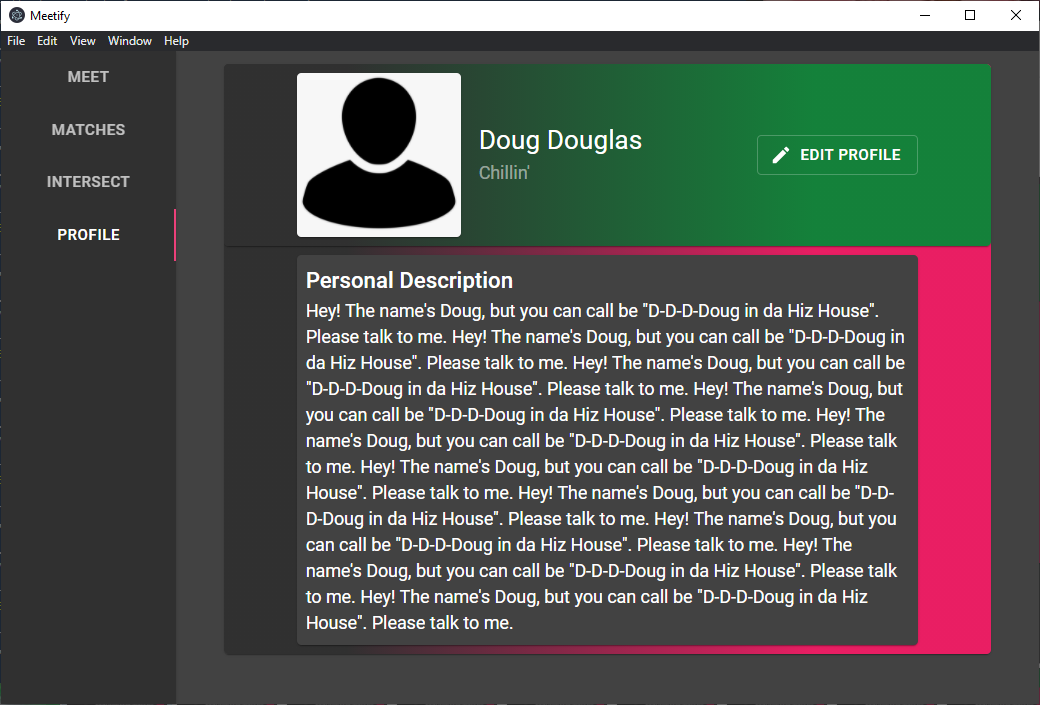 Meetify
File Edit View Window Help
MEET
MATCHES
INTERSECT
PROFILE
Doug Douglas
Chillin'
EDIT PROFILE
Personal Description
Hey! The name's Doug, but you can call be "D-D-D-Doug in da Hiz House".
Please talk to me. Hey! The name's Doug, but you can call be "D-D-D-Doug in
da Hiz House". Please talk to me. Hey! The name's Doug, but you can call be
"D-D-D-Doug in da Hiz House". Please talk to me. Hey! The name's Doug, but
you can call be "D-D-D-Doug in da Hiz House". Please talk to me. Hey! The
name's Doug, but you can call be "D-D-D-Doug in da Hiz House". Please talk
to me. Hey! The name's Doug, but you can call be "D-D-D-Doug in da Hiz
House". Please talk to me. Hey! The name's Doug, but you can call be "D-D-
D-Doug in da Hiz House". Please talk to me. Hey! The name's Doug, but you
can call be "D-D-D-Doug in da Hiz House". Please talk to me. Hey! The
name's Doug, but you can call be "D-D-D-Doug in da Hiz House". Please talk
to me. Hey! The name's Doug, but you can call be "D-D-D-Doug in da Hiz
House". Please talk to me.